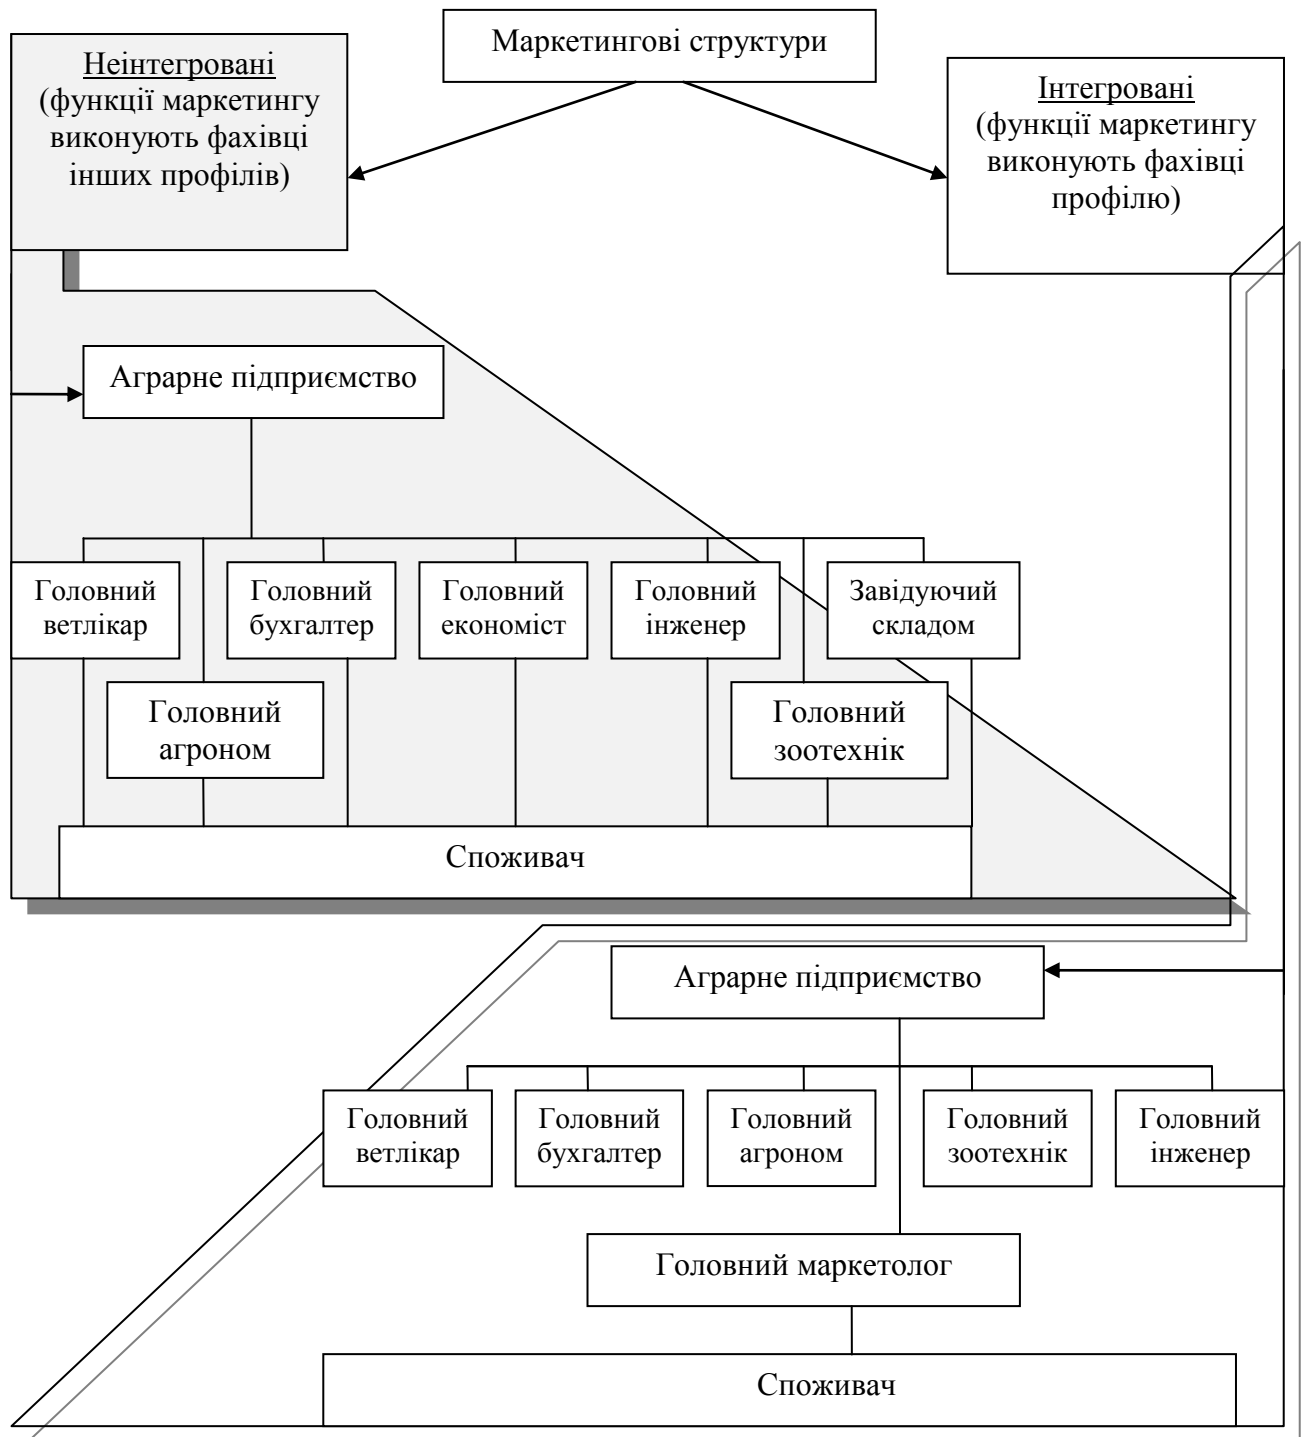 Маркетингові структури
Неінтегровані
(функції маркетингу
виконують фахівці
інших профілів)
Інтегровані
(функції маркетингу
виконують фахівці
профілю)
Аграрне підприємство
Головний
ветлікар
Головний
бухгалтер
Головний
економіст
Головний
інженер
Завідуючий
складом
Головний
агроном
Головний
зоотехнік
Споживач
Аграрне підприємство
Головний
ветлікар
Головний
бухгалтер
Головний
агроном
Головний
зоотехнік
Головний
інженер
Головний маркетолог
Споживач